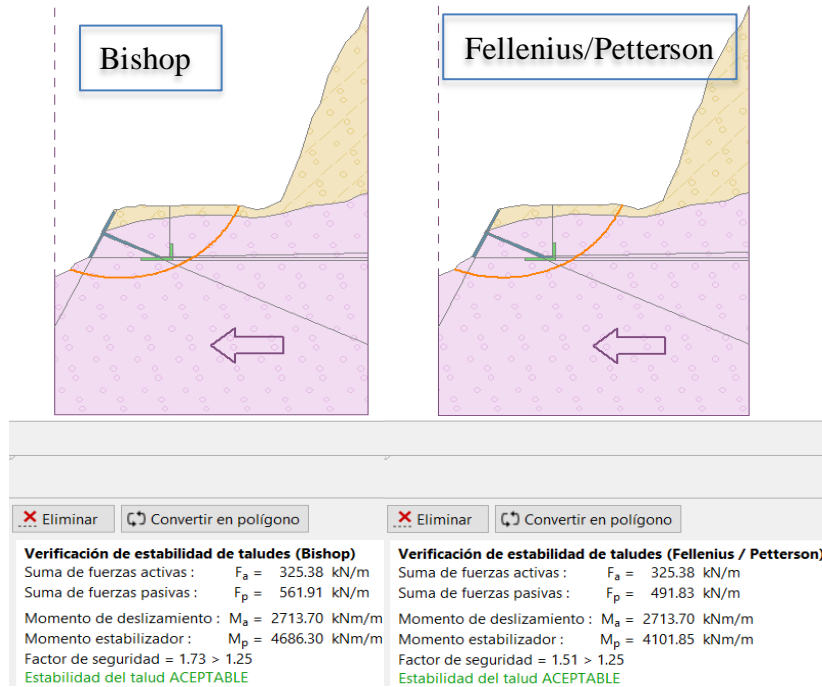 Bishop
Fellenius/Petterson
Eliminar
Convertir en polígono
Verificación de estabilidad de taludes (Bishop)
Suma de fuerzas activas : Fa = 325.38 kN/m
Suma de fuerzas pasivas : Fp = 561.91 kN/m
Momento de deslizamiento : Ma = 2713.70 kNm/m
Momento estabilizador : Mp = 4686.30 kNm/m
Factor de seguridad = 1.73 > 1.25
Estabilidad del talud ACEPTABLE
Eliminar
Convertir en polígono
Verificación de estabilidad de taludes (Fellenius / Petterson)
Suma de fuerzas activas : Fa = 325.38 kN/m
Suma de fuerzas pasivas : Fp = 491.83 kN/m
Momento de deslizamiento : Ma = 2713.70 kNm/m
Momento estabilizador : Mp = 4101.85 kNm/m
Factor de seguridad = 1.51 > 1.25
Estabilidad del talud ACEPTABLE